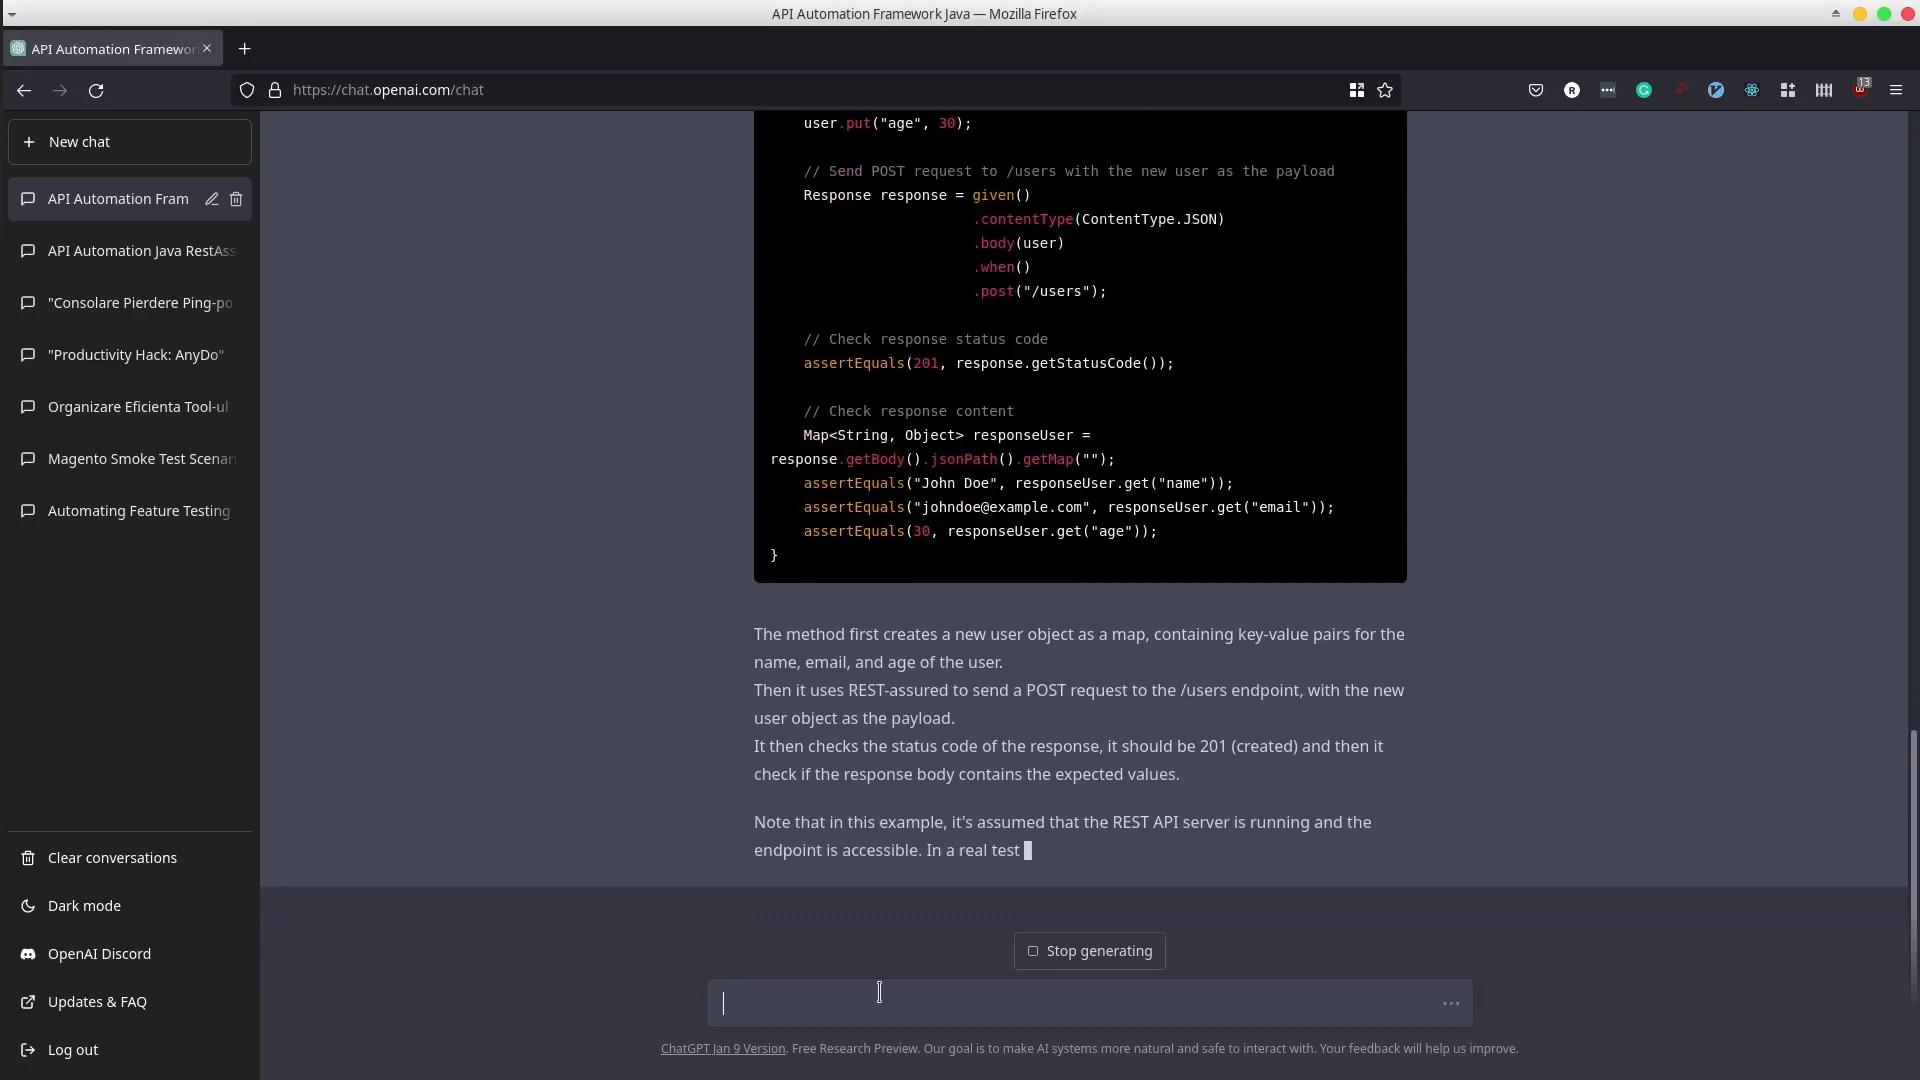 API Automation Framework Java — Mozilla Firefox
API Automation Framewor
https://chat.openai.com/chat
13
New chat
API Automation Fram
API Automation Java RestAss
"Consolare Pierdere Ping-po
"Productivity Hack: AnyDo"
Organizare Eficienta Tool-ul
Magento Smoke Test Scenari
Automating Feature Testing
Clear conversations
Dark mode
OpenAI Discord
Updates & FAQ
Log out
user.put("age", 30);
// Send POST request to /users with the new user as the payload
Response response = given()
.contentType(ContentType.JSON)
.body(user)
.when()
.post("/users");
// Check response status code
assertEquals(201, response.getStatusCode());
// Check response content
Map<String, Object> responseUser =
response.getBody().jsonPath().getMap("");
assertEquals("John Doe", responseUser.get("name"));
assertEquals("johndoe@example.com", responseUser.get("email"));
assertEquals(30, responseUser.get("age"));
}
The method first creates a new user object as a map, containing key-value pairs for the
name, email, and age of the user.
Then it uses REST-assured to send a POST request to the /users endpoint, with the new
user object as the payload.
It then checks the status code of the response, it should be 201 (created) and then it
check if the response body contains the expected values.
Note that in this example, it's assumed that the REST API server is running and the
endpoint is accessible. In a real test
Stop generating
ChatGPT Jan 9 Version. Free Research Preview. Our goal is to make AI systems more natural and safe to interact with. Your feedback will help us improve.